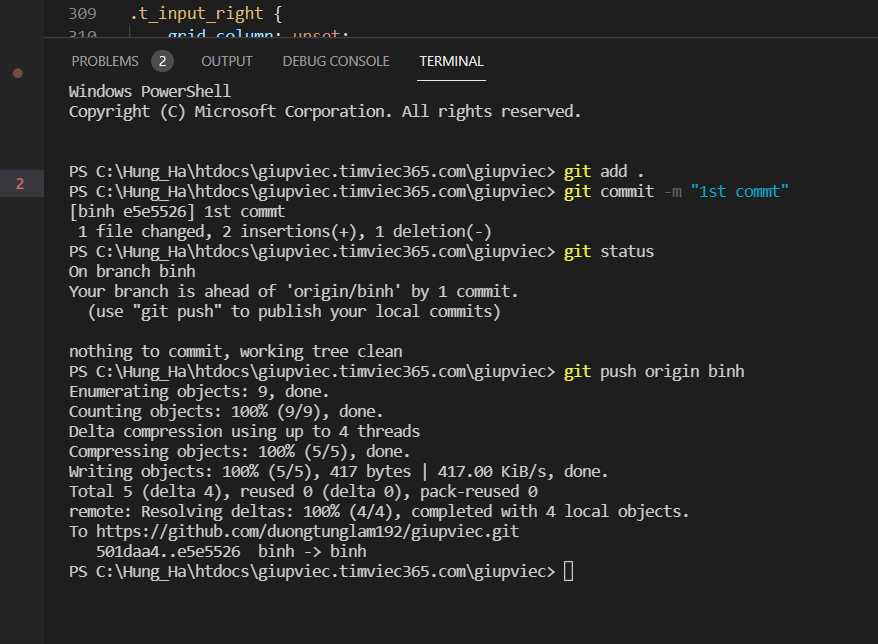 309 .t_input_right {
310 grid_column: unset;
PROBLEMS 2 OUTPUT DEBUG CONSOLE TERMINAL
Windows PowerShell
Copyright (C) Microsoft Corporation. All rights reserved.
PS C:\Hung_Ha\htdocs\giupviec.timviec365.com\giupviec> git add .
2
PS C:\Hung_Ha\htdocs\giupviec.timviec365.com\giupviec> git commit -m "1st commt"
[binh e5e5526] 1st commt
1 file changed, 2 insertions(+), 1 deletion(-)
PS C:\Hung_Ha\htdocs\giupviec.timviec365.com\giupviec> git status
On branch binh
Your branch is ahead of 'origin/binh' by 1 commit.
(use "git push" to publish your local commits)
nothing to commit, working tree clean
PS C:\Hung_Ha\htdocs\giupviec.timviec365.com\giupviec> git push origin binh
Enumerating objects: 9, done.
Counting objects: 100% (9/9), done.
Delta compression using up to 4 threads
Compressing objects: 100% (5/5), done.
Writing objects: 100% (5/5), 417 bytes | 417.00 KiB/s, done.
Total 5 (delta 4), reused 0 (delta 0), pack-reused 0
remote: Resolving deltas: 100% (4/4), completed with 4 local objects.
To https://github.com/duongtunglam192/giupviec.git
501daa4..e5e5526 binh -> binh
PS C:\Hung_Ha\htdocs\giupviec.timviec365.com\giupviec>